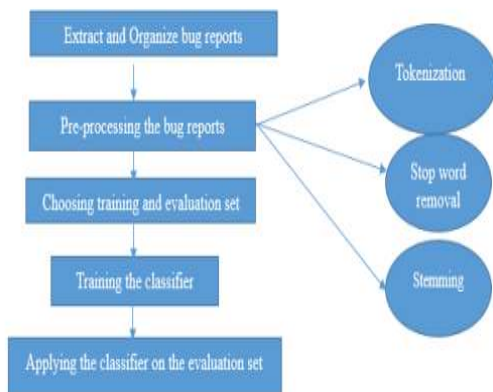 Extract and Organize bug reports
Pre-processing the bug reports
Choosing training and evaluation set
Training the classifier
Applying the classifier on the evaluation set
Tokenization
Stop word
removal
Stemming